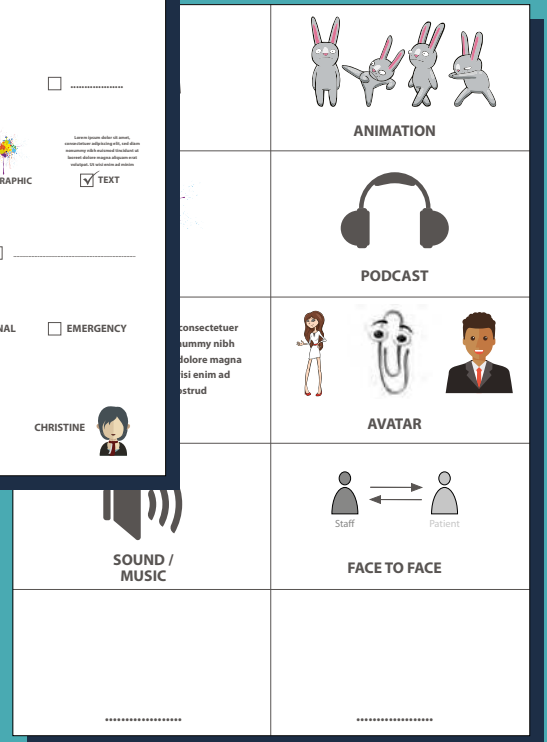 ..................
Lorem ipsum dolor sit amet,
consectetuer adipiscing elit, sed diam
nonummy nibh euismod tincidunt ut
laoreet dolore magna aliquam erat
volutpat. Ut wisi enim ad minim
RAPHIC
TEXT
NAL
EMERGENCY
CHRISTINE
ANIMATION
PODCAST
consectetuer
nummy nibh
dolore magna
isi enim ad
ostrud
AVATAR
SOUND /
MUSIC
Staff
Patient
FACE TO FACE
...................
...................